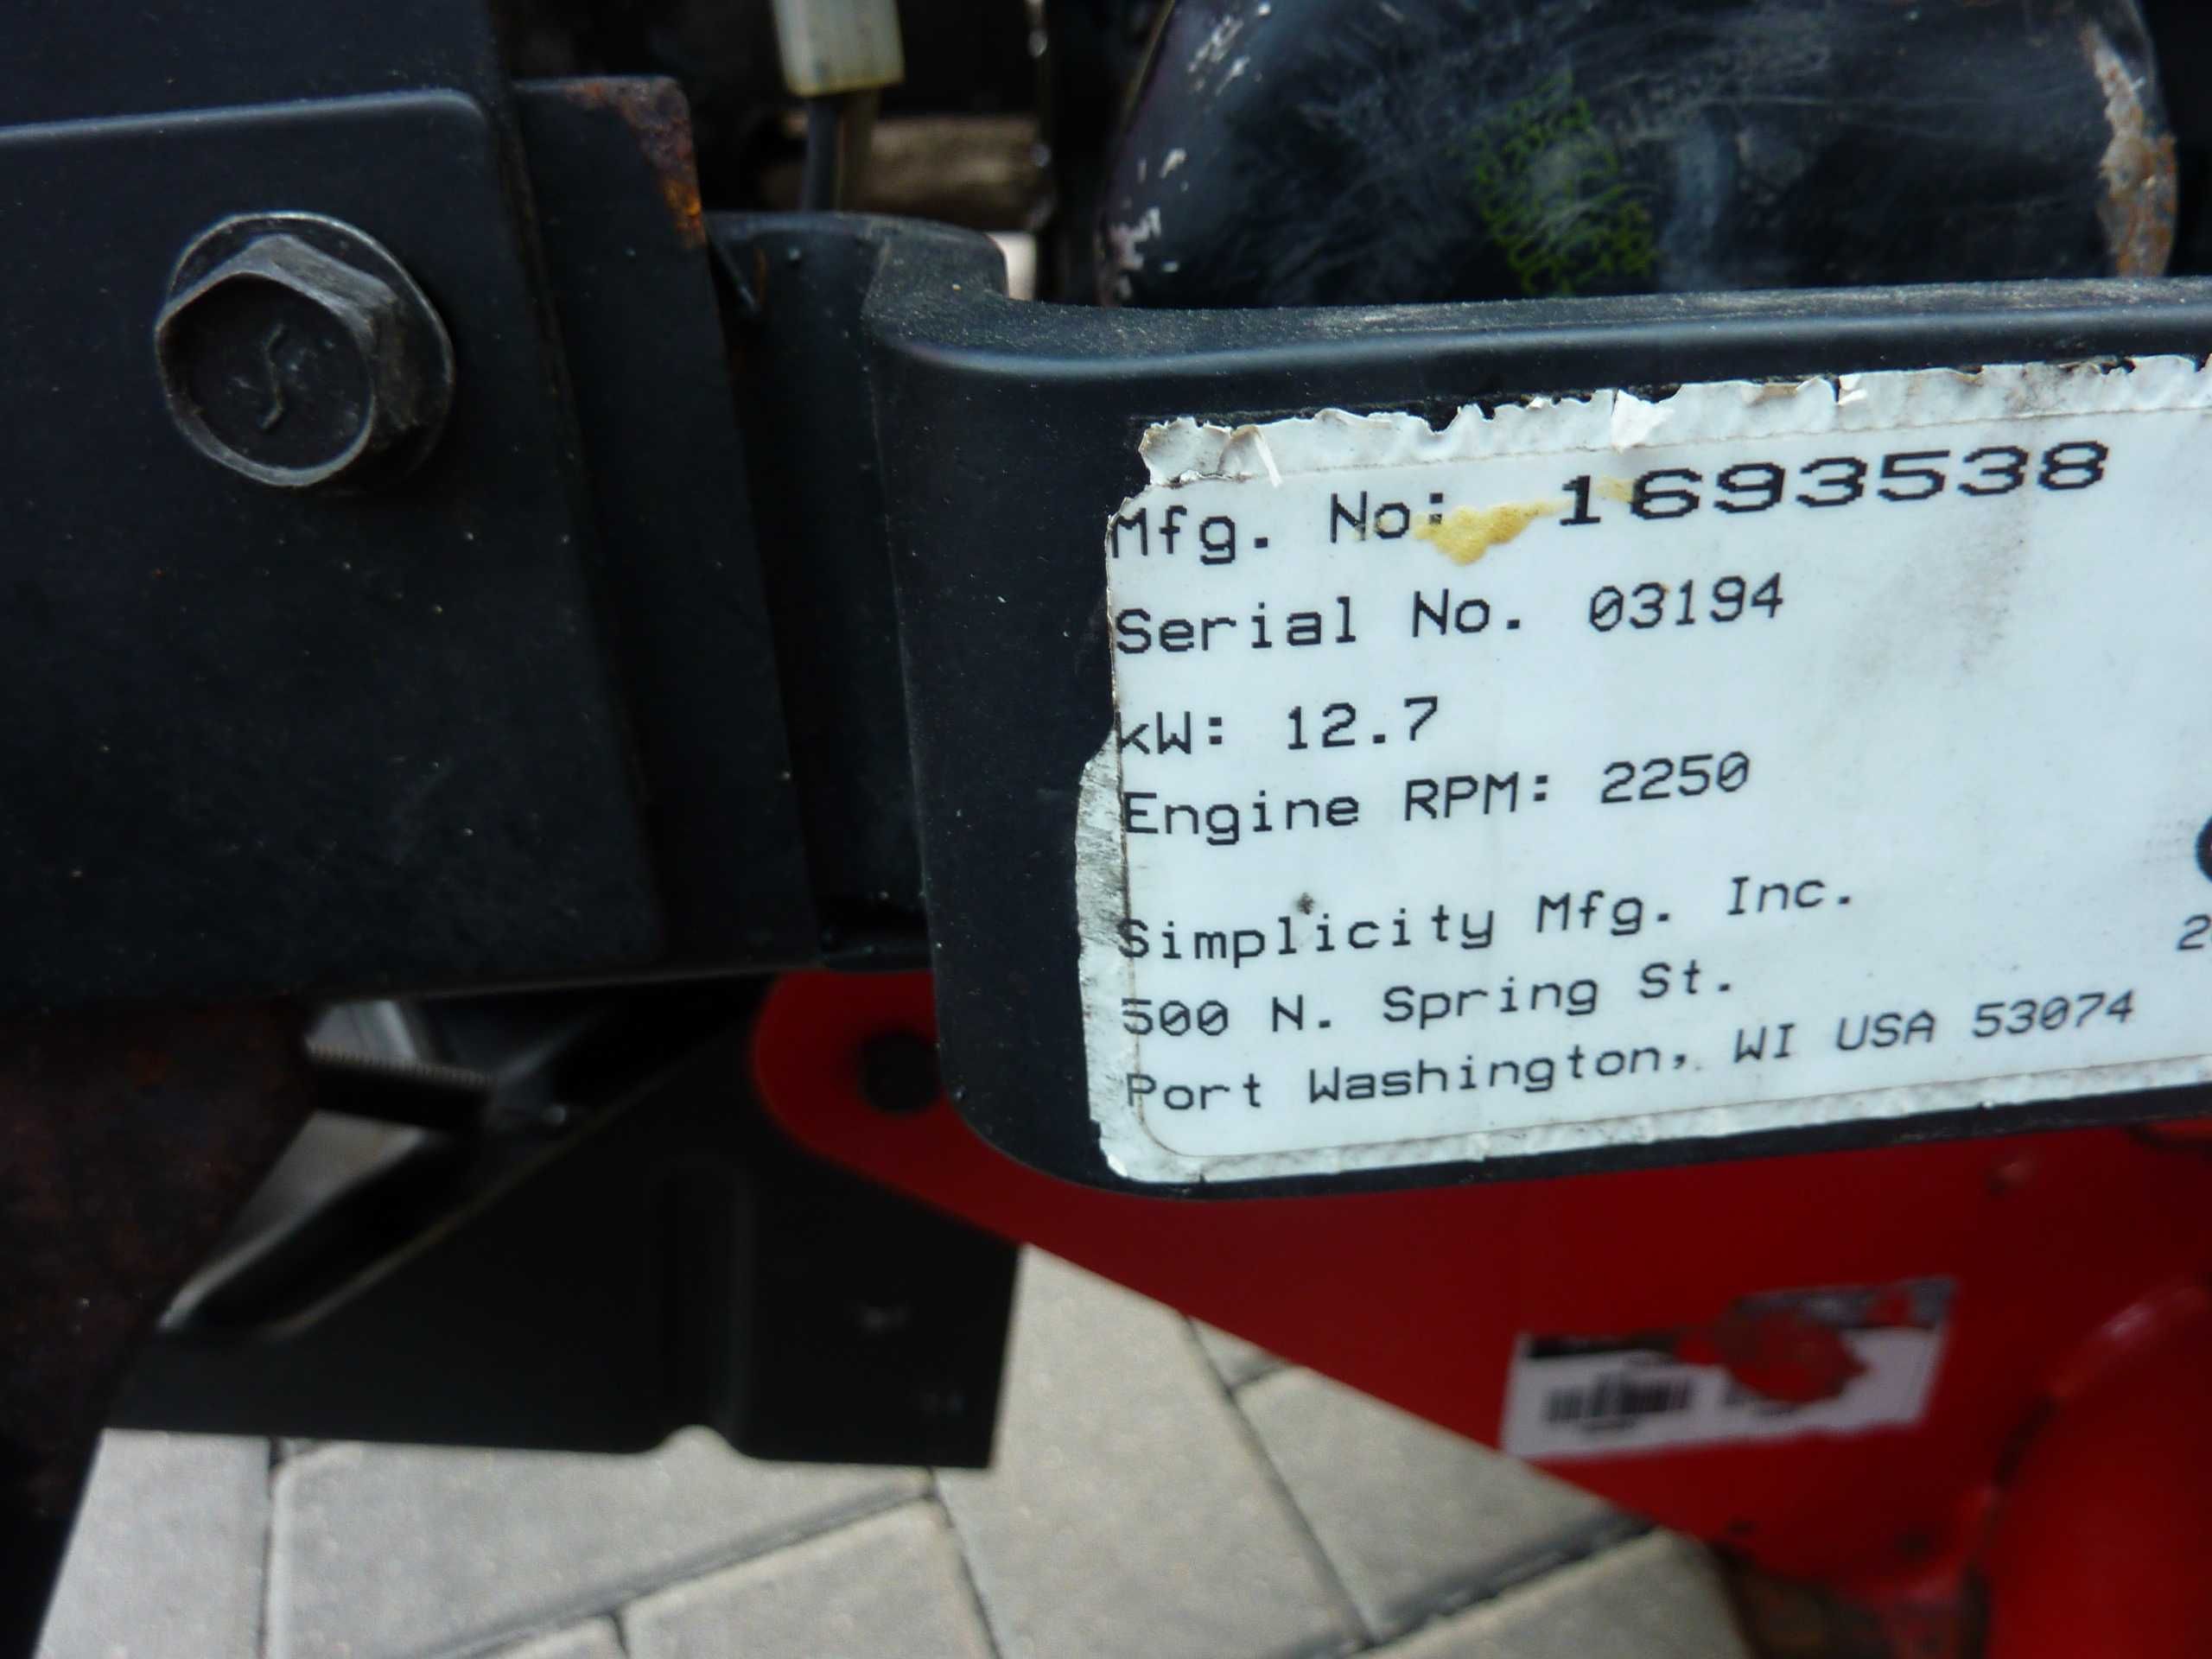 Mfg. No: 1693538
Serial No. 03194
kW: 12.7
Engine RPM: 2250
Simplicity Mfg. Inc.
500 N. Spring St.
Port Washington, WI USA 53074